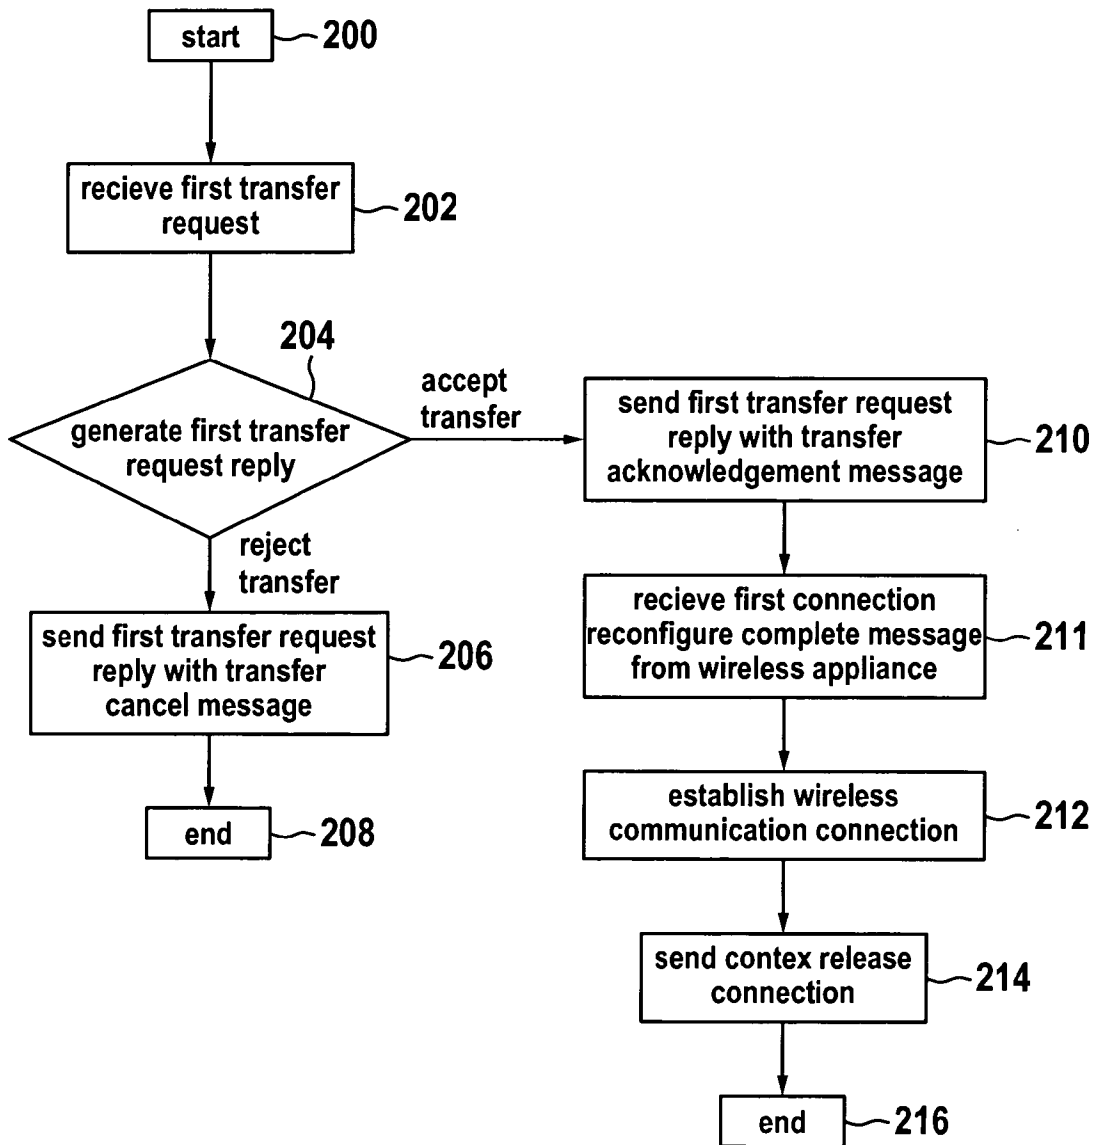 start
200
recieve first transfer
request
202
204
generate first transfer
request reply
accept
transfer
reject
transfer
send first transfer request
reply with transfer
cancel message
206
end
208
send first transfer request
reply with transfer
acknowledgement message
210
recieve first connection
reconfigure complete message
from wireless appliance
211
establish wireless
communication connection
212
send contex release
connection
214
end
216